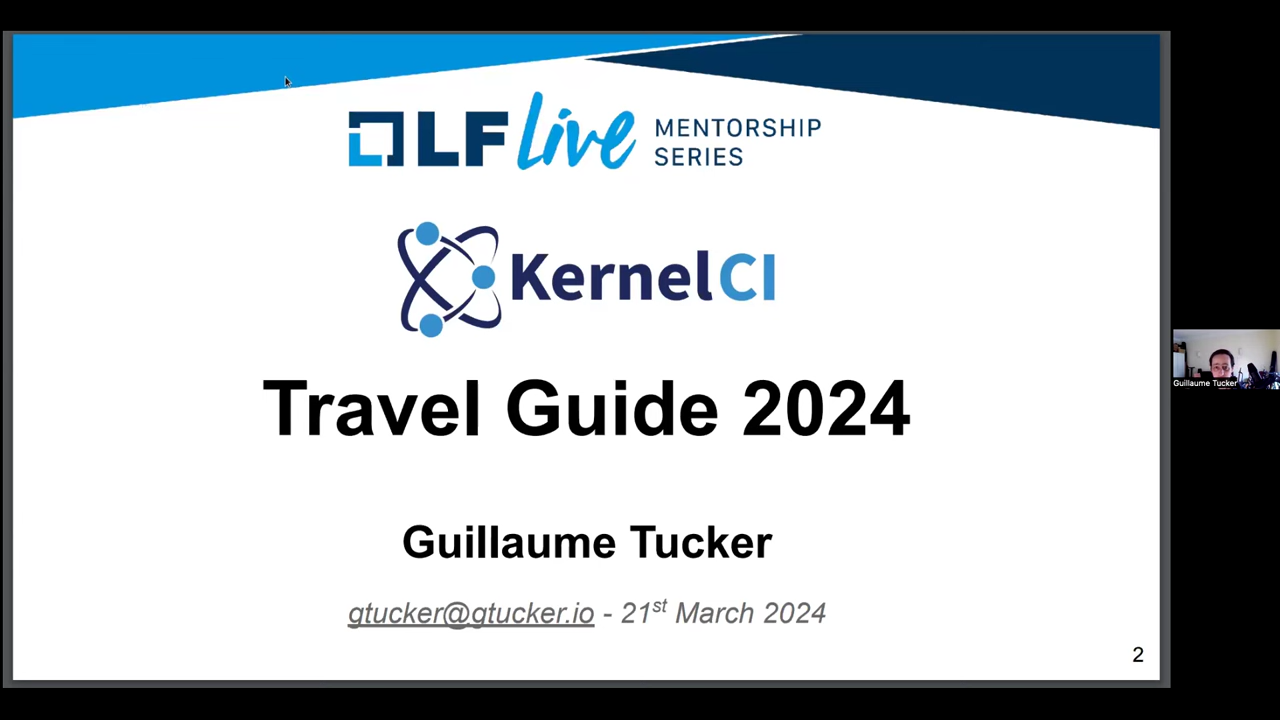 LF Live MENTORSHIP
SERIES
KernelCI
Travel Guide 2024
Guillaume Tucker
gtucker@gtucker.io - 21st March 2024
2
Guillaume Tucker